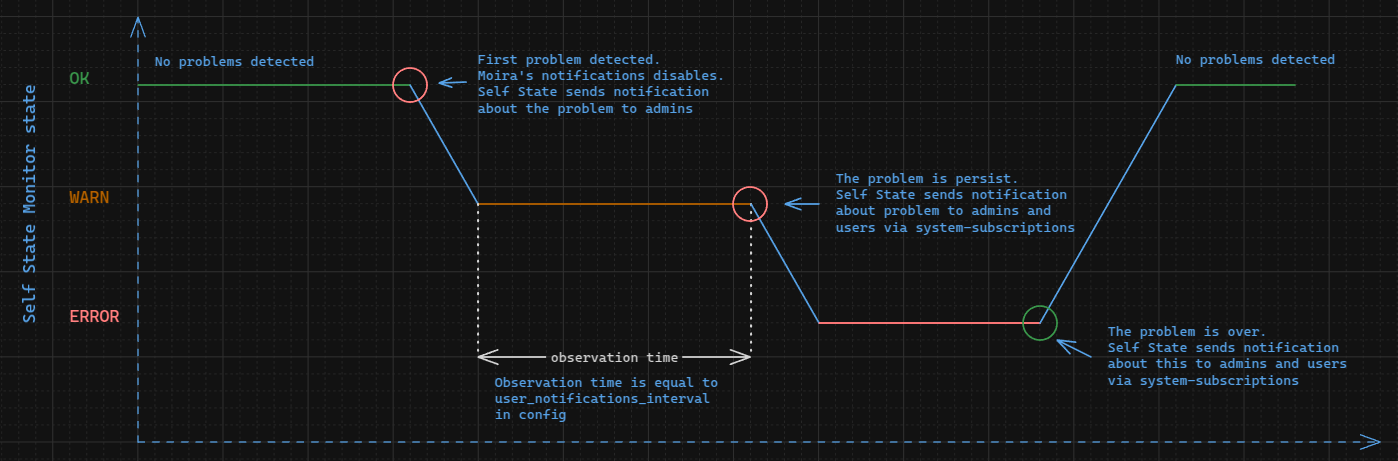 Self State Monitor state
OK
WARN
ERROR
No problems detected
First problem detected.
Moira's notifications disables.
Self State sends notification
about the problem to admins
The problem is persist.
Self State sends notification
about problem to admins and
users via system-subscriptions
observation time
Observation time is equal to
user_notifications_interval
in config
No problems detected
The problem is over.
Self State sends notification
about this to admins and users
via system-subscriptions